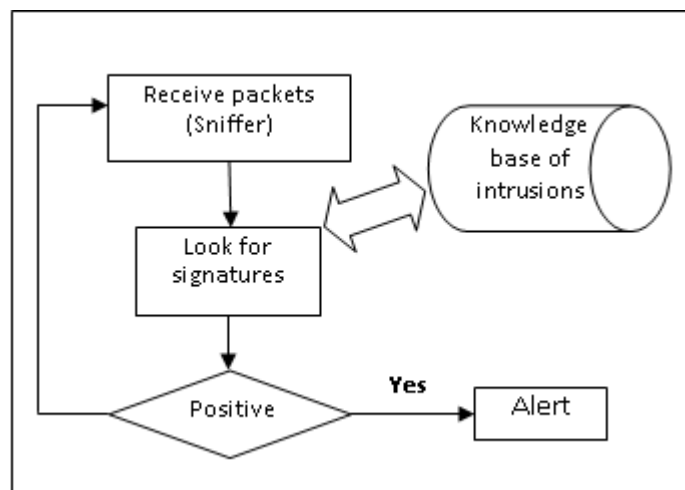 Receive packets
(Sniffer)
Knowledge
base of
intrusions
Look for
signatures
Positive
Yes
Alert